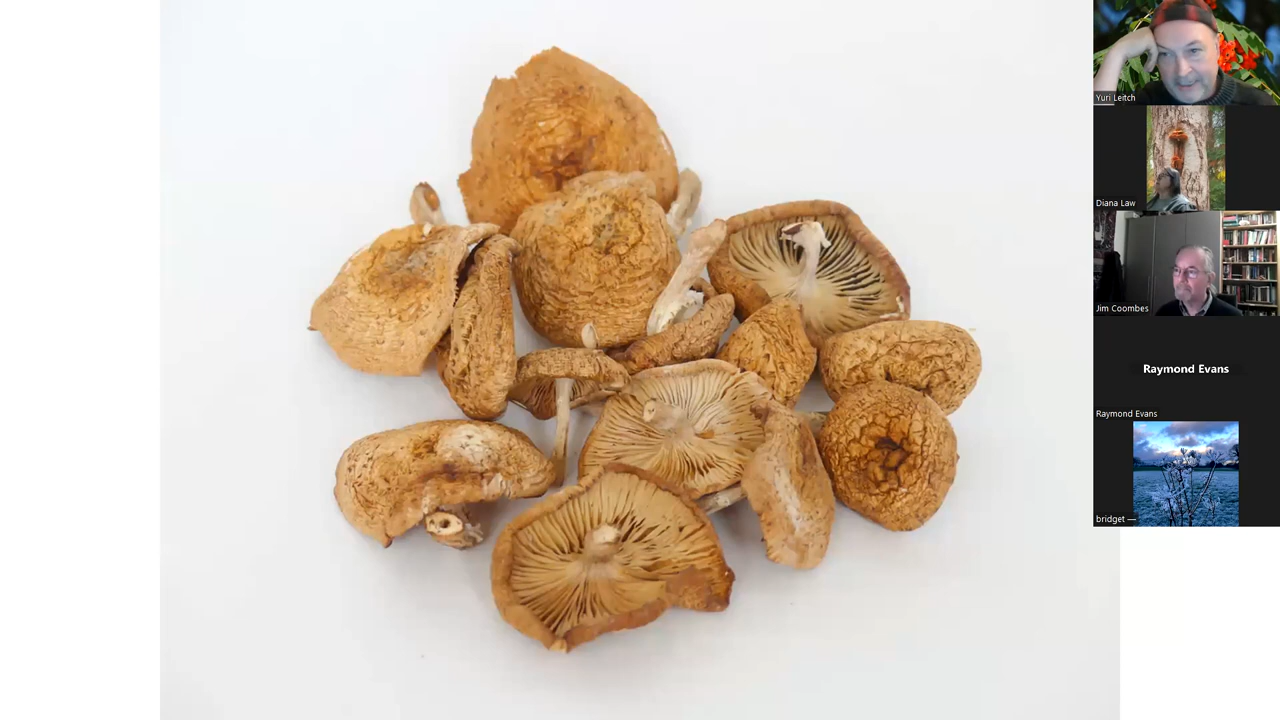 Yuri Leitch
Diana Law
Jim Coombes
Raymond Evans
Raymond Evans
bridget —